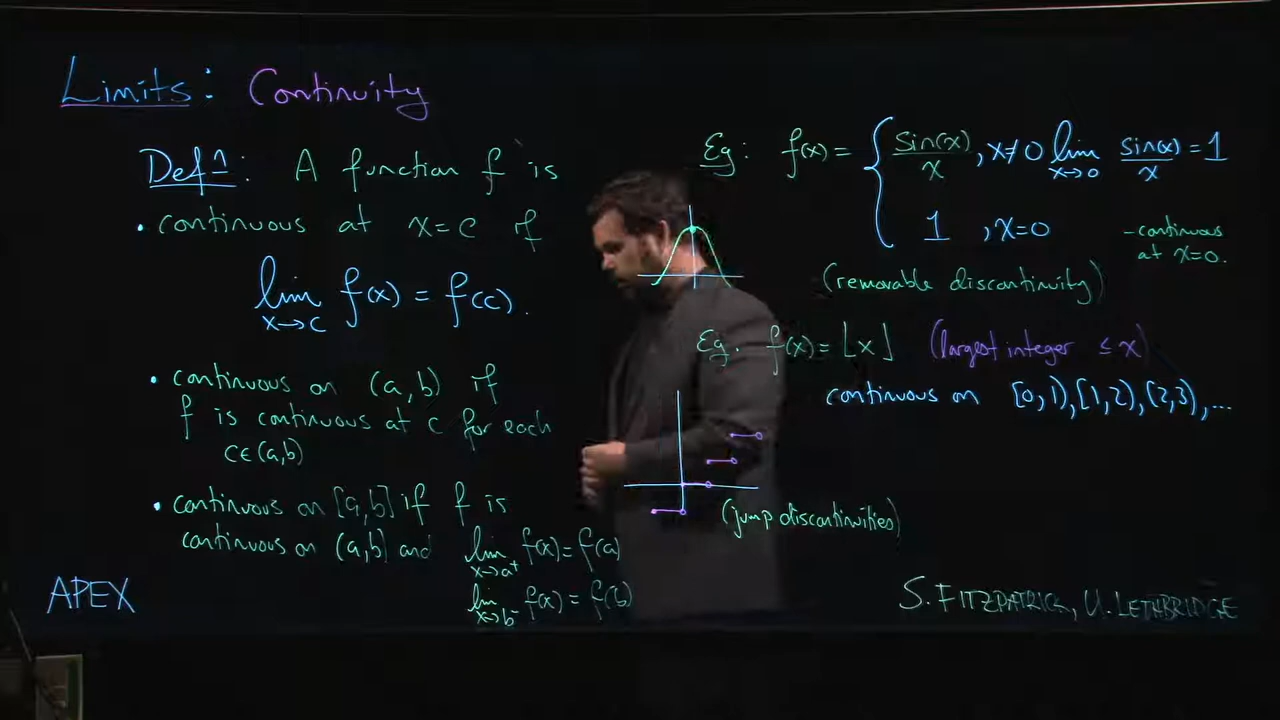 Limits: Continuity
Defn: A function f is
• continuous at x=c if
lim x→c f(x) = f(c).
• continuous on (a,b) if
f is continuous at c for each
c∈(a,b)
• continuous on [a,b] if f is
continuous on (a,b) and lim x→a⁺ f(x)=f(a)
lim x→b⁻ f(x)=f(b)
APEX
Eg: f(x)= { sin(x)/x , x≠0 lim x→0 sin(x)/x = 1
1 , x=0
-continuous
at x=0.
(removable discontinuity)
Eg. f(x)=⌊x⌋ (largest integer ≤x)
continuous on [0,1),[1,2),[2,3),...
(jump discontinuities)
S. FITZPATRICK, U. LETHBRIDGE